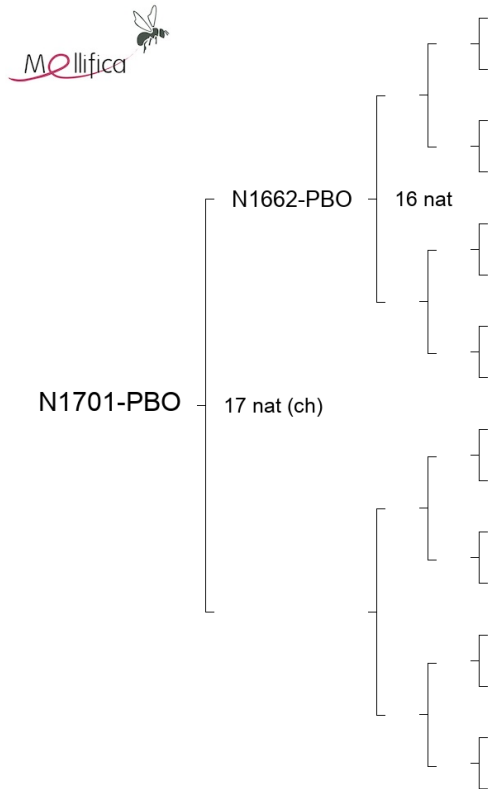 Mellifica
N1662-PBO
16 nat
N1701-PBO
17 nat (ch)